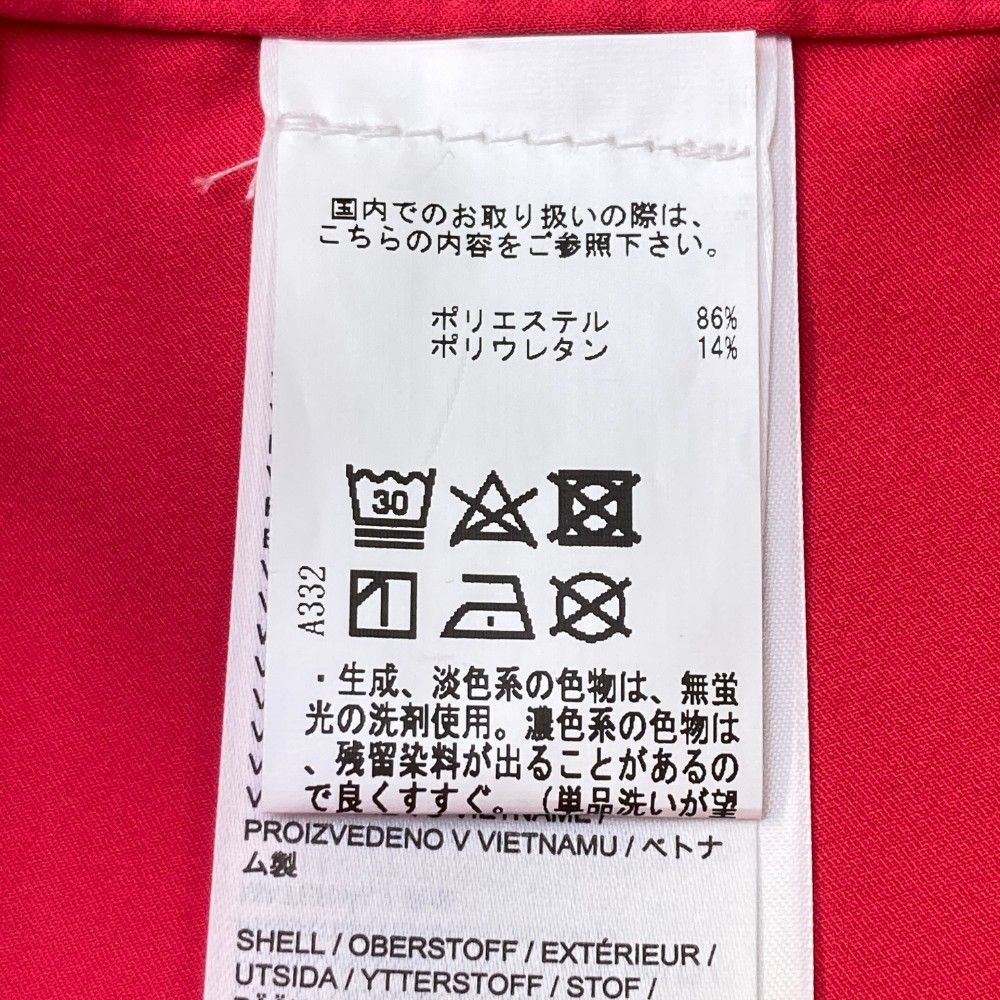 国内でのお取り扱いの際は、
こちらの内容をご参照下さい。
ポリエステル 86%
ポリウレタン 14%
30
A332
・生成、淡色系の色物は、無蛍
光の洗剤使用。濃色系の色物は
、残留染料が出ることがあるの
で良くすすぐ。（単品洗いが望
PROIZVEDENO V VIETNAMU / ベトナ
ム製
SHELL / OBERSTOFF / EXTÉRIEUR /
UTSIDA / YTTERSTOFF / STOF /